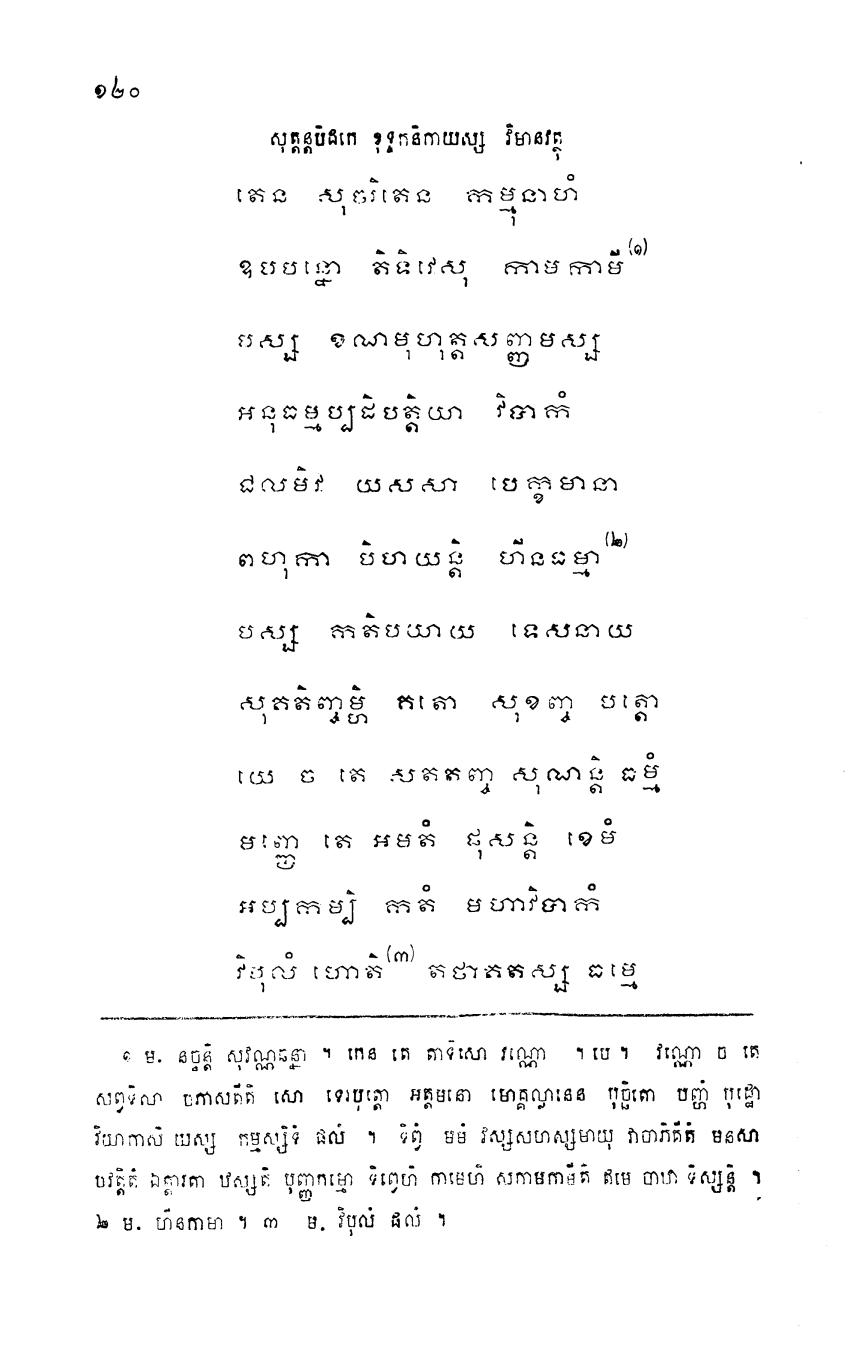 ១៤០
សុត្តន្តបិដកេ ខុទ្ទកនិកាយស្ស វិមានវត្ថុ
តេន សុចរិតេន កម្មុនាហំ
ឧបបន្នោ តិទិវេសុ កាមកាមី(១)
បស្ស ខណមុហុត្តសញ្ញមស្ស
អនុធម្មប្បដិបត្តិយា វិបាកំ
ជលមិវ យសសា បេក្ខមានា
ពហុកា បិហយន្តិ ហីនធម្មា(២)
បស្ស កតិបយាយ ទេសនាយ
សុគតិញ្ចម្ហិ គតោ សុខញ្ច បត្តោ
យេ ច តេ សតតញ្ច សុណន្តិ ធម្មំ
មញ្ញេ តេ អមតំ ផុសន្តិ ខេមំ
អប្បកម្បិ កតំ មហាវិបាកំ
វិបុលំ ហោតិ(៣) តថាគតស្ស ធម្មេ
១ ម. នច្ចន្តិ សុវណ្ណឆន្នា ។ កេន តេ តាទិសោ វណ្ណោ ។ បេ ។ វណ្ណោ ច តេ
សព្វទិសា បភាសតីតិ សោ ទេវបុត្តោ អត្តមនោ មោគ្គល្លានេន បុច្ឆិតោ បញ្ហំ បុដ្ឋោ
វិយាកាសិ យស្ស កម្មស្សិទំ ផលំ ។ ទិព្វំ មមំ វស្សសហស្សមាយុ វាចាភិគីតំ មនសា
បវត្តិតំ ឯត្តាវតា ឋស្សតិ បុញ្ញកម្មោ ទិព្វេហិ កាមេហិ សកាមកាមីតិ ឥមេ បាឋា ទិស្សន្តិ ។
២ ម. ហីនកាមា ។ ៣ ម. វិបុលំ ផលំ ។